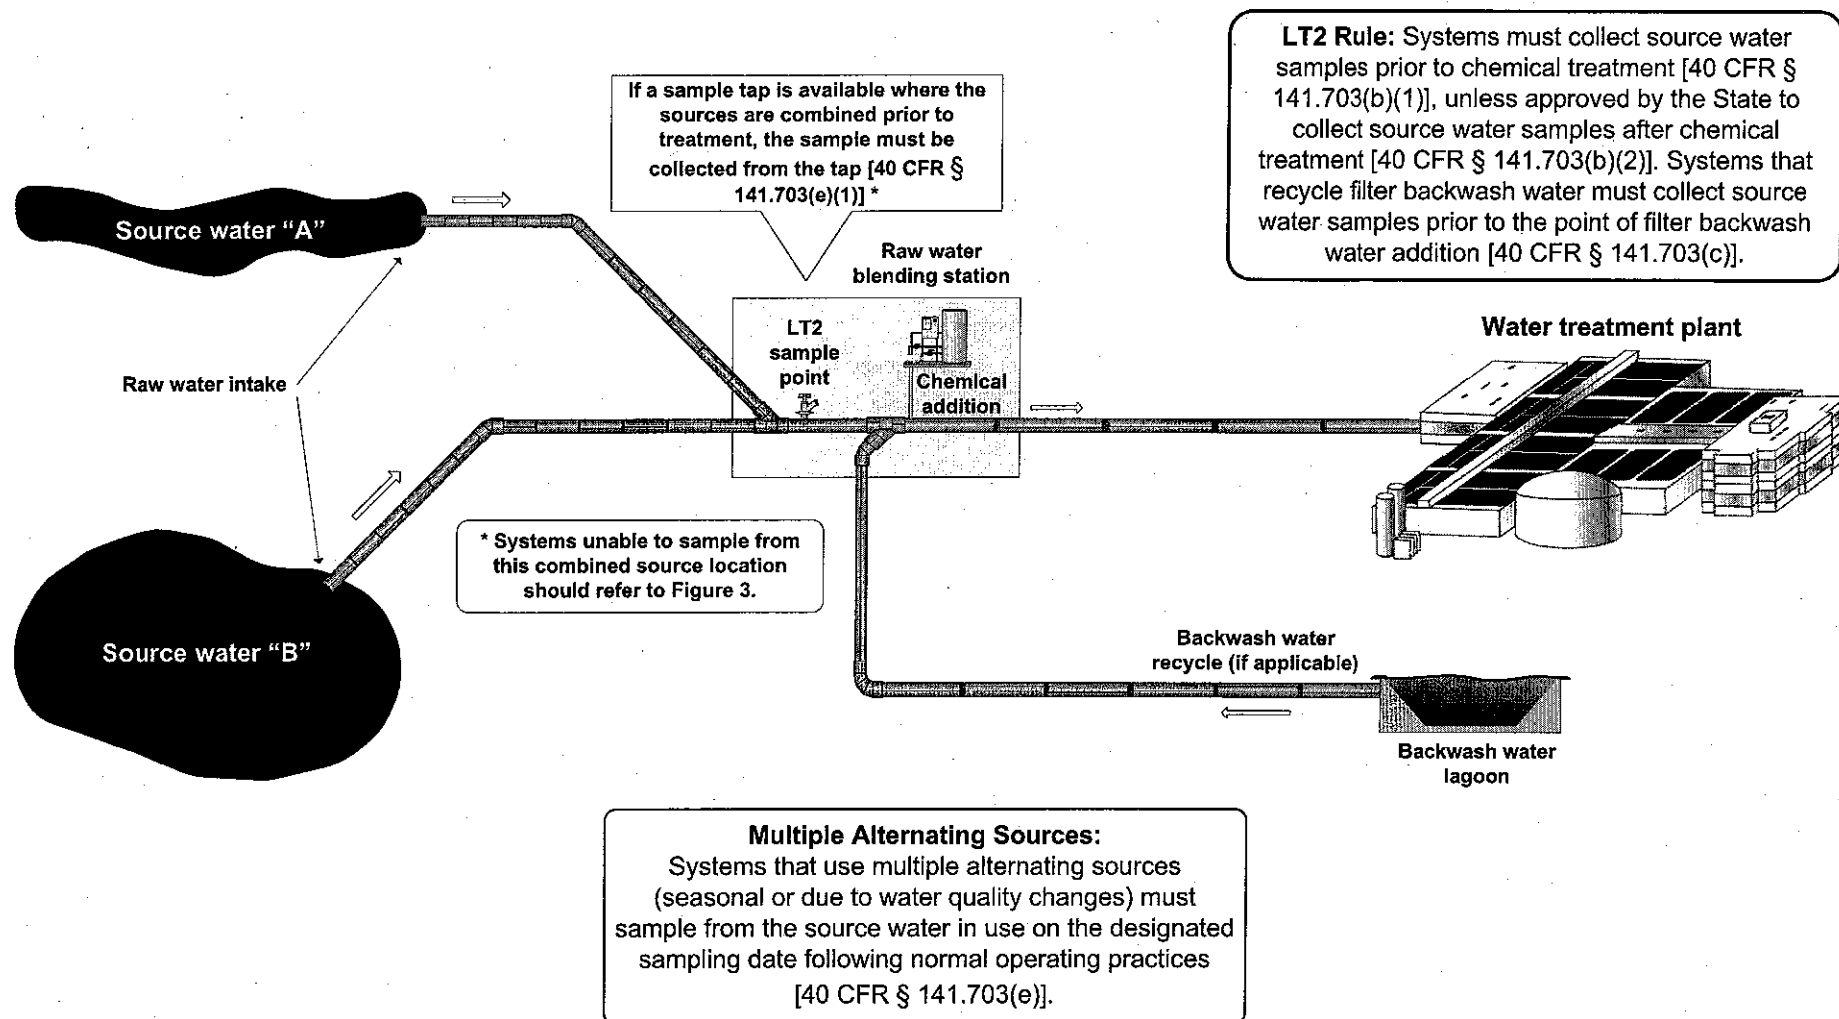 LT2 Rule: Systems must collect source water
samples prior to chemical treatment [40 CFR §
141.703(b)(1)], unless approved by the State to
collect source water samples after chemical
treatment [40 CFR § 141.703(b)(2)]. Systems that
recycle filter backwash water must collect source
water samples prior to the point of filter backwash
water addition [40 CFR § 141.703(c)].
If a sample tap is available where the
sources are combined prior to
treatment, the sample must be
collected from the tap [40 CFR §
141.703(e)(1)] *
Source water “A”
Raw water
blending station
LT2
sample
point
Chemical
addition
Water treatment plant
Raw water intake
* Systems unable to sample from
this combined source location
should refer to Figure 3.
Source water “B”
Backwash water
recycle (if applicable)
Backwash water
lagoon
Multiple Alternating Sources:
Systems that use multiple alternating sources
(seasonal or due to water quality changes) must
sample from the source water in use on the designated
sampling date following normal operating practices
[40 CFR § 141.703(e)].